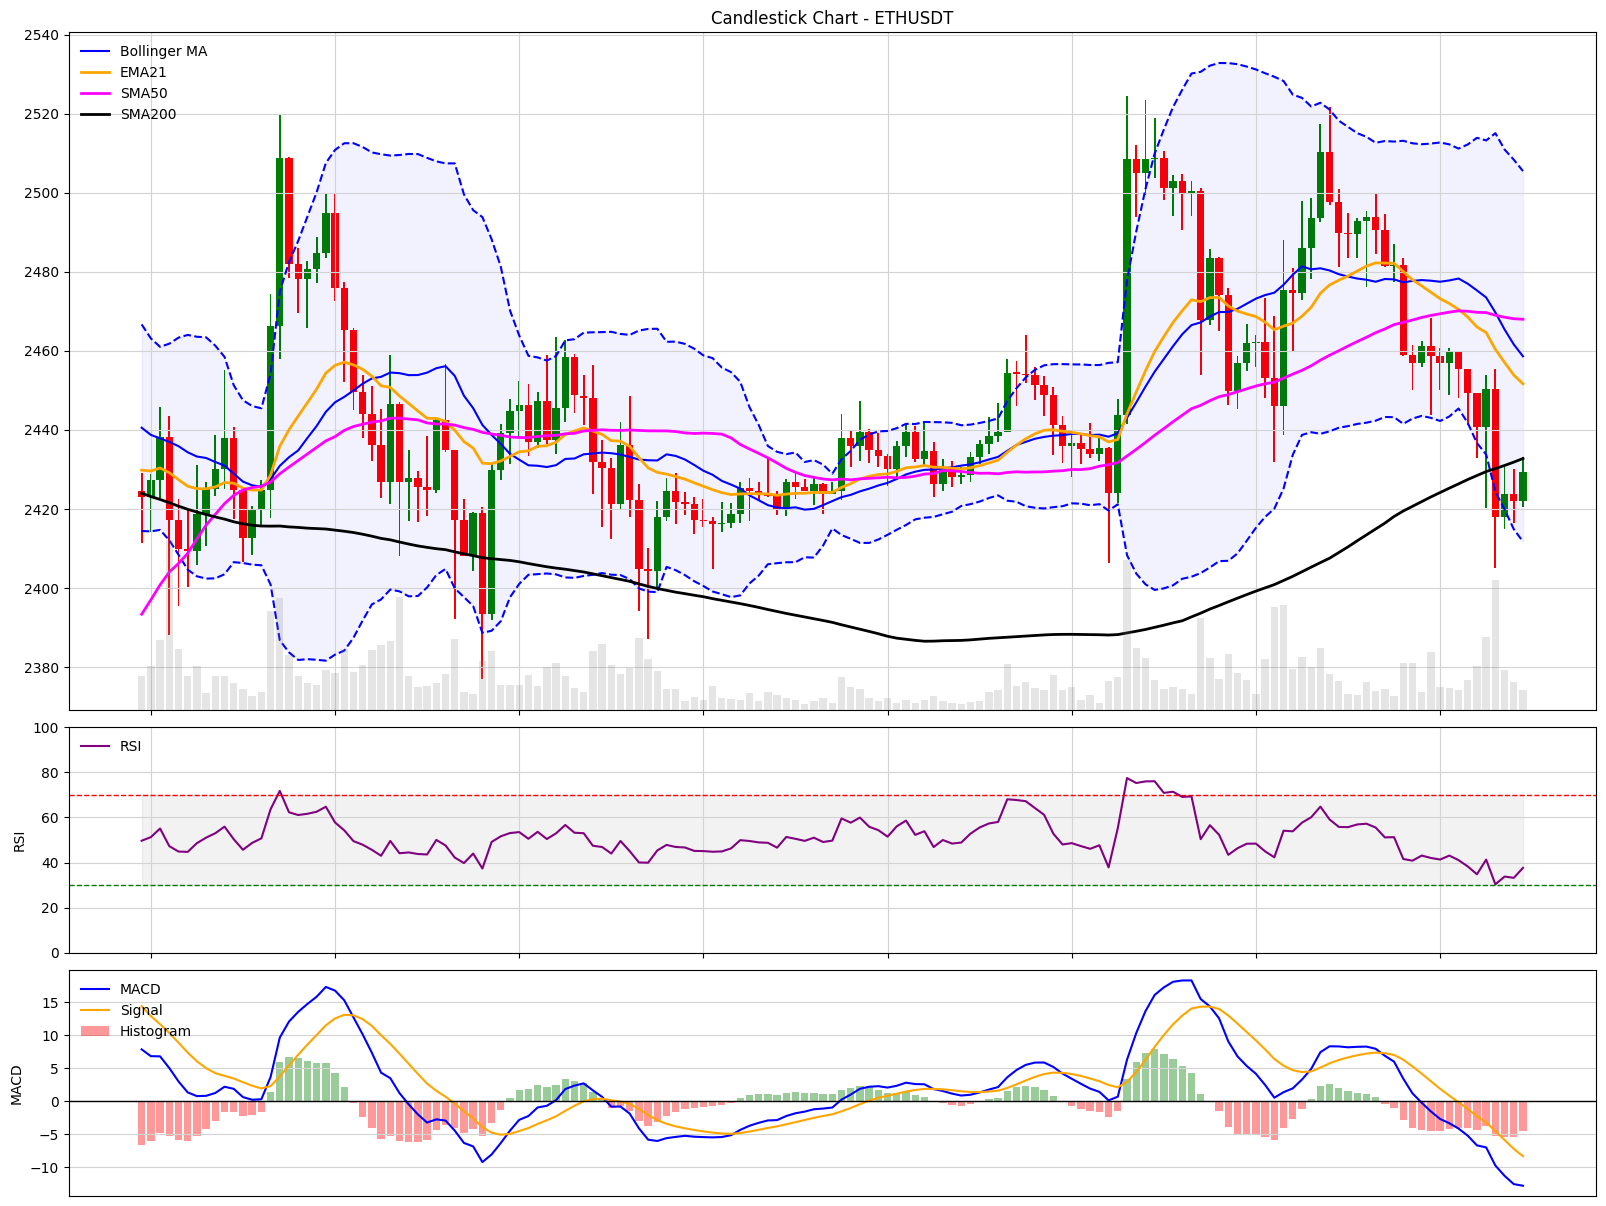 Candlestick Chart - ETHUSDT
2540
2520
2500
2480
2460
2440
2420
2400
2380
Bollinger MA
EMA21
SMA50
SMA200
100
80
60
40
20
0
RSI
RSI
15
10
5
0
−5
−10
MACD
MACD
Signal
Histogram